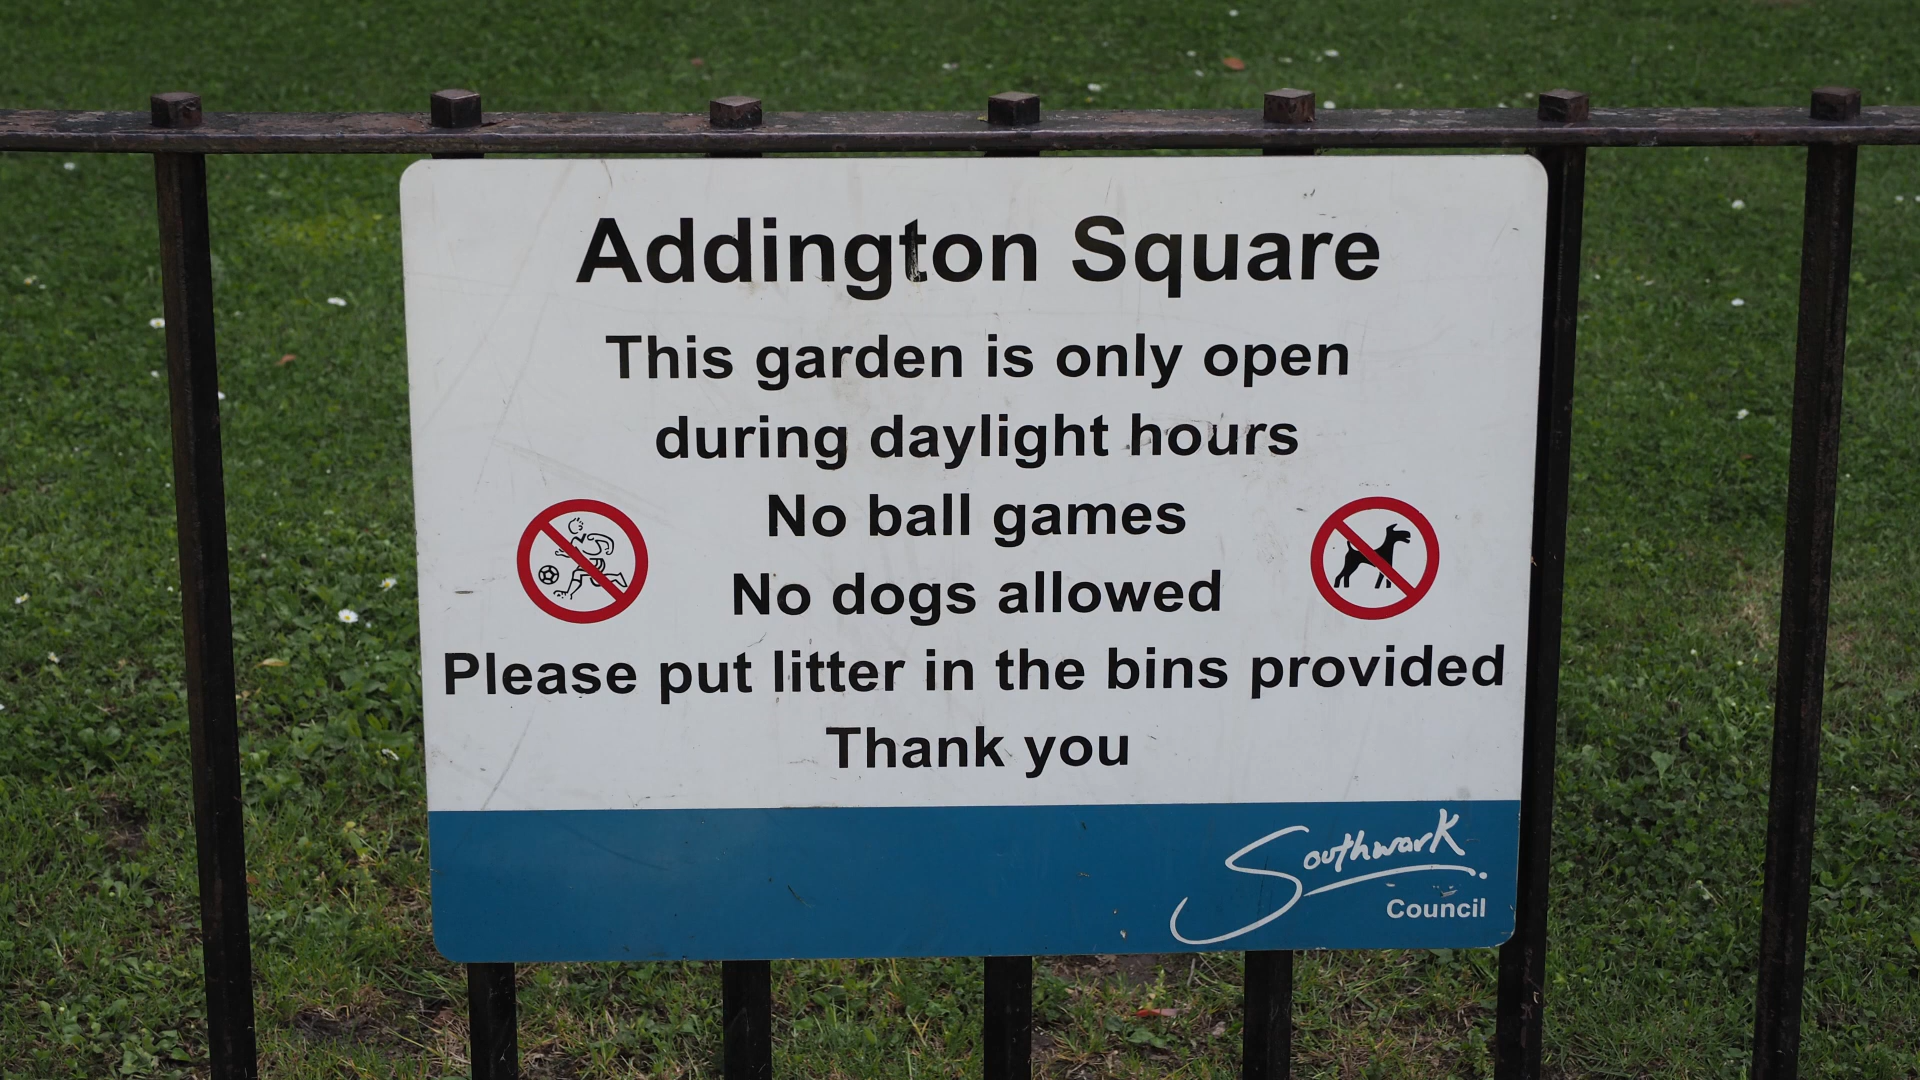 Addington Square
This garden is only open
during daylight hours
No ball games
No dogs allowed
Please put litter in the bins provided
Thank you
Southwark
Council